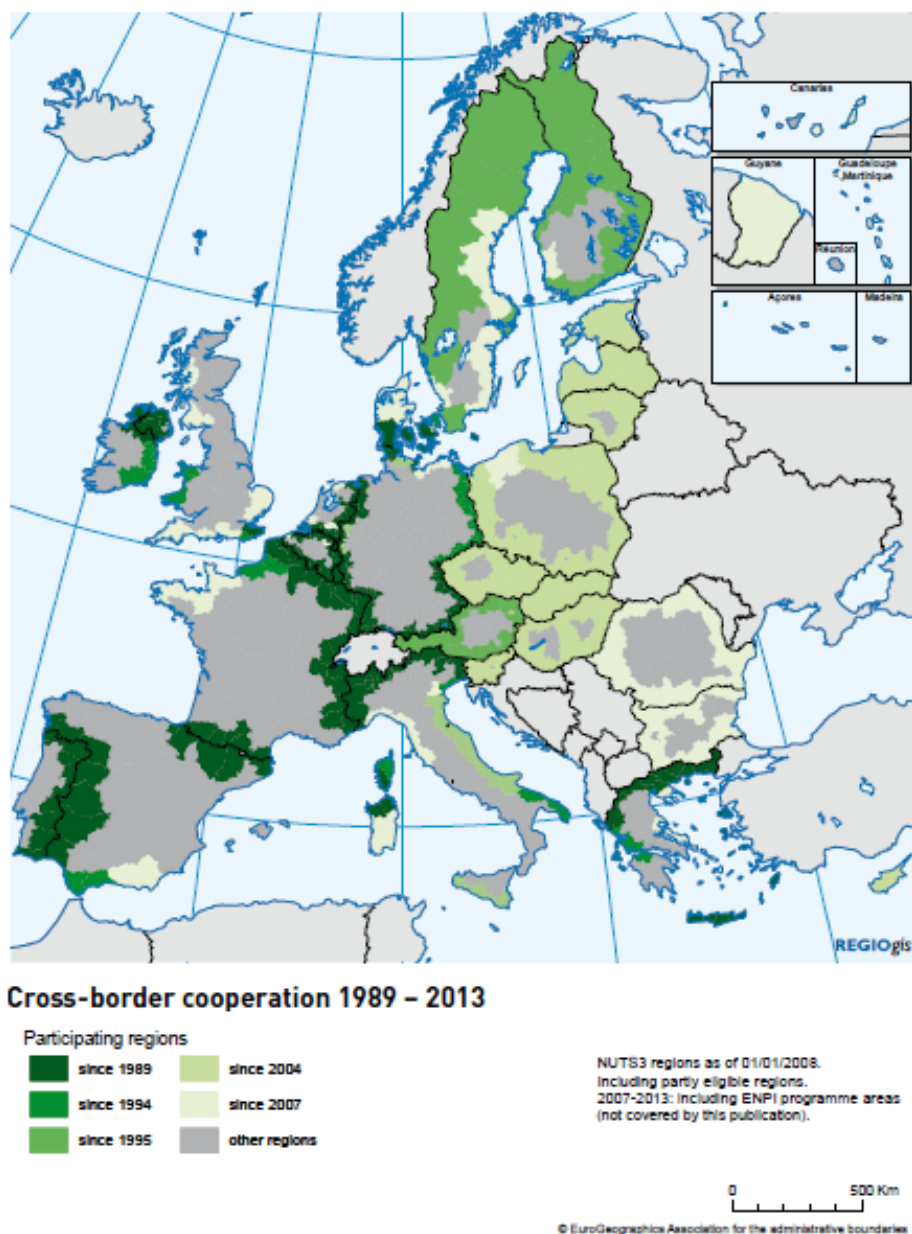 Canarias
Guyane
Guadeloupe
Martinique
Réunion
Açores
Madeira
REGIOgis
Cross-border cooperation 1989 – 2013
Participating regions
since 1989
since 2004
since 1994
since 2007
since 1995
other regions
NUTS3 regions as of 01/01/2008.
Including partly eligible regions.
2007-2013: Including ENPI programme areas
(not covered by this publication).
0
500 Km
© EuroGeographics Association for the administrative boundaries